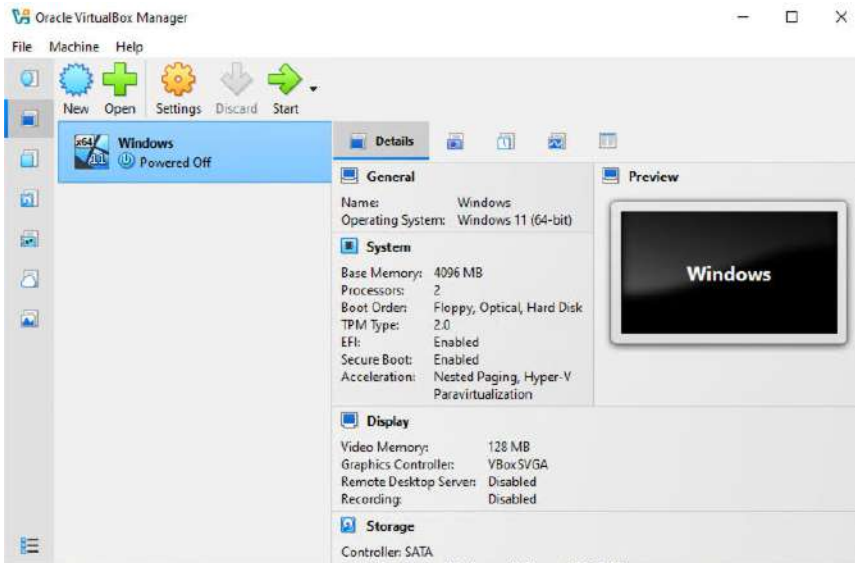 Oracle VirtualBox Manager
File Machine Help
New Open Settings Discard Start
x64
Windows
Powered Off
Details
General
Name: Windows
Operating System: Windows 11 (64-bit)
System
Base Memory: 4096 MB
Processors: 2
Boot Order: Floppy, Optical, Hard Disk
TPM Type: 2.0
EFI: Enabled
Secure Boot: Enabled
Acceleration: Nested Paging, Hyper-V
Paravirtualization
Display
Video Memory: 128 MB
Graphics Controller: VBoxSVGA
Remote Desktop Server: Disabled
Recording: Disabled
Storage
Controller: SATA
Preview
Windows